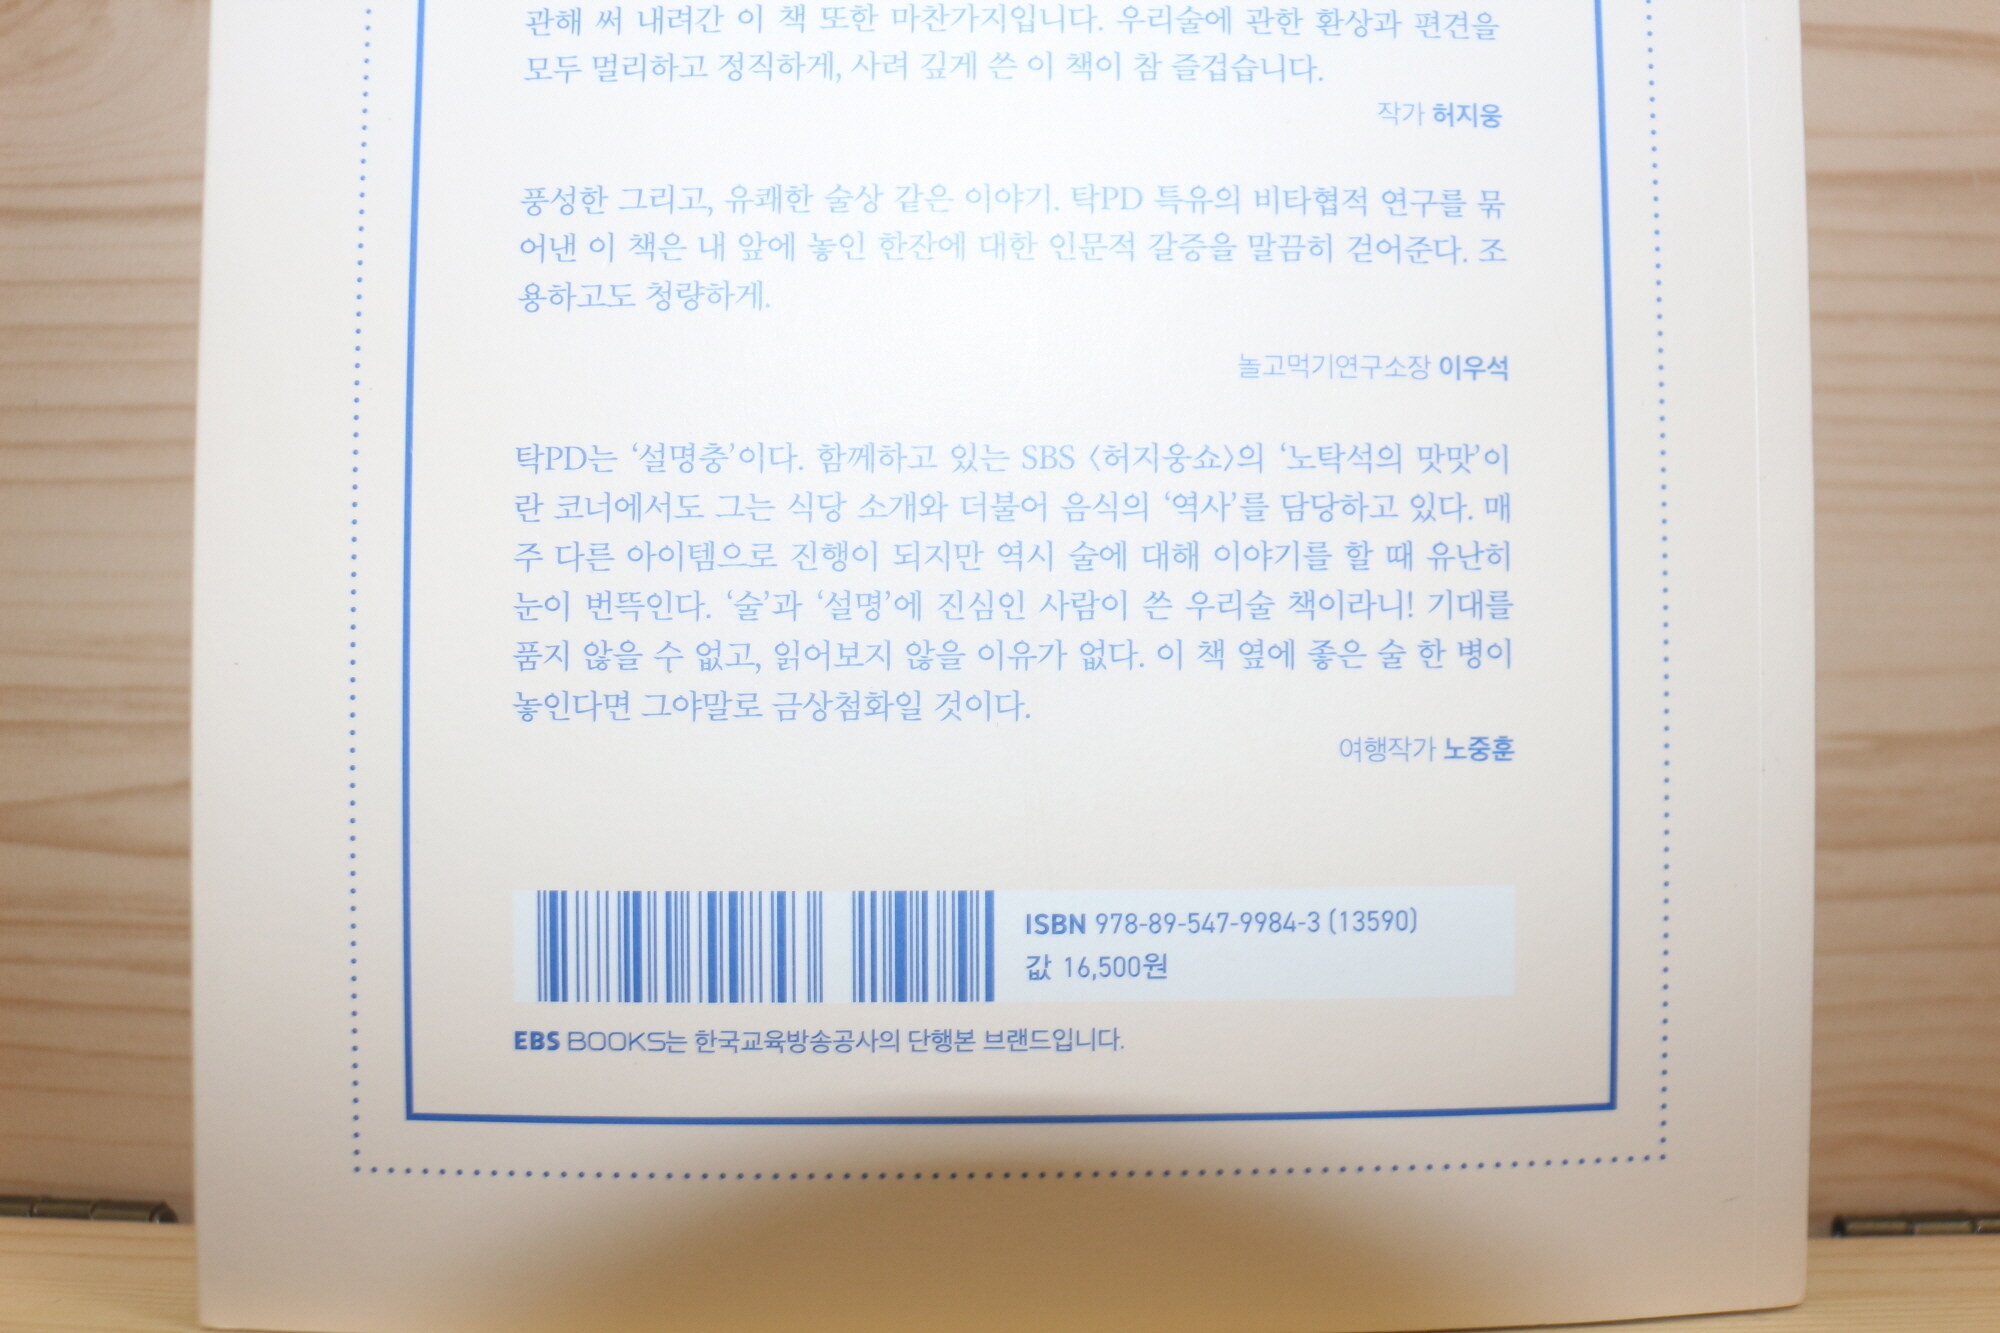 관해 써 내려간 이 책 또한 마찬가지입니다. 우리술에 관한 환상과 편견을
모두 멀리하고 정직하게, 사려 깊게 쓴 이 책이 참 즐겁습니다.
작가 허지웅
풍성한 그리고, 유쾌한 술상 같은 이야기. 탁PD 특유의 비타협적 연구를 묶
어낸 이 책은 내 앞에 놓인 한잔에 대한 인문적 갈증을 말끔히 걷어준다. 조
용하고도 청량하게.
놀고먹기연구소장 이우석
탁PD는 ‘설명충’이다. 함께하고 있는 SBS 〈허지웅쇼〉의 ‘노탁석의 맛맛’이
란 코너에서도 그는 식당 소개와 더불어 음식의 ‘역사’를 담당하고 있다. 매
주 다른 아이템으로 진행이 되지만 역시 술에 대해 이야기를 할 때 유난히
눈이 번뜩인다. ‘술’과 ‘설명’에 진심인 사람이 쓴 우리술 책이라니! 기대를
품지 않을 수 없고, 읽어보지 않을 이유가 없다. 이 책 옆에 좋은 술 한 병이
놓인다면 그야말로 금상첨화일 것이다.
여행작가 노중훈
ISBN 978-89-547-9984-3 (13590)
값 16,500원
EBS BOOKS는 한국교육방송공사의 단행본 브랜드입니다.